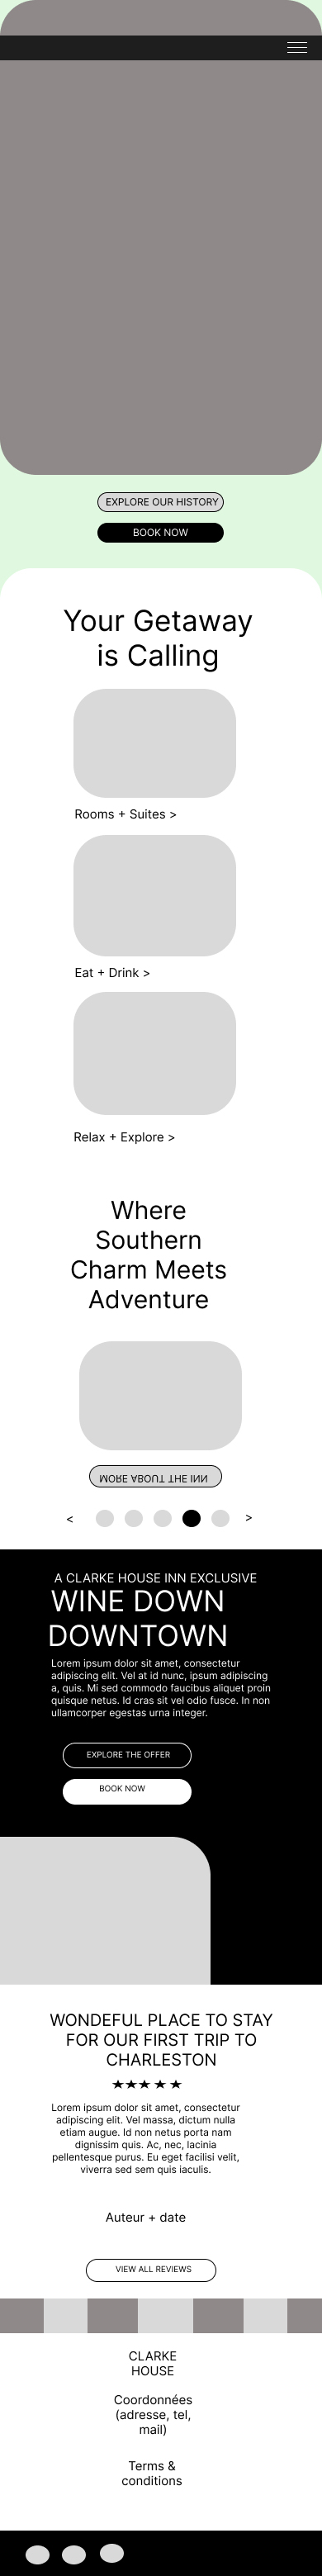 EXPLORE OUR HISTORY
BOOK NOW
Your Getaway
is Calling
Rooms + Suites >
Eat + Drink >
Relax + Explore >
Where
Southern
Charm Meets
Adventure
MORE ABOUT THE INN
< >
A CLARKE HOUSE INN EXCLUSIVE
WINE DOWN
DOWNTOWN
Lorem ipsum dolor sit amet, consectetur
adipiscing elit. Vel at id nunc, ipsum adipiscing
a, quis. Mi sed commodo faucibus aliquet proin
quisque netus. Id cras sit vel odio fusce. In non
ullamcorper egestas urna integer.
EXPLORE THE OFFER
BOOK NOW
WONDEFUL PLACE TO STAY
FOR OUR FIRST TRIP TO
CHARLESTON
Lorem ipsum dolor sit amet, consectetur
adipiscing elit. Vel massa, dictum nulla
etiam augue. Id non netus porta nam
dignissim quis. Ac, nec, lacinia
pellentesque purus. Eu eget facilisi velit,
viverra sed sem quis iaculis.
Auteur + date
VIEW ALL REVIEWS
CLARKE
HOUSE
Coordonnées
(adresse, tel,
mail)
Terms &
conditions